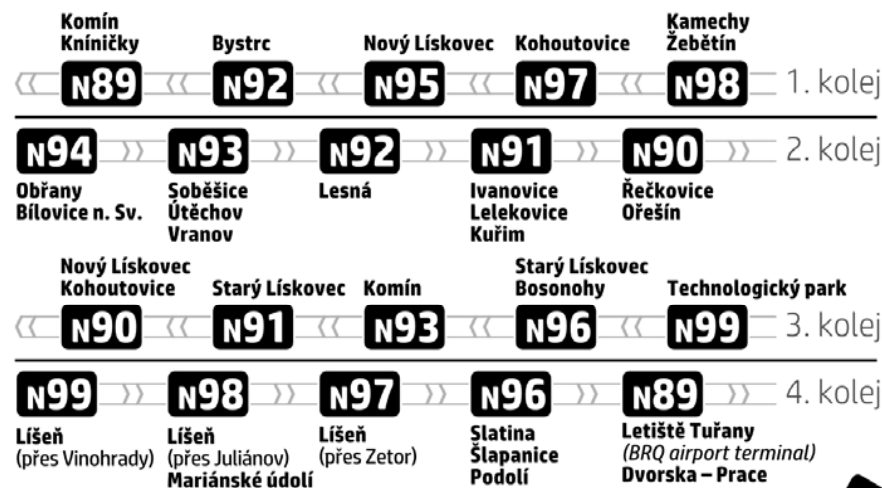 Komín Kamechy
Kníničky Bystrc Nový Lískovec Kohoutovice Žebětín
N89 N92 N95 N97 N98 1. kolej
N94 N93 N92 N91 N90 2. kolej
Obřany Soběšice Lesná Ivanovice Řečkovice
Bílovice n. Sv. Útěchov Lelekovice Ořešín
Vranov Kuřim
Nový Lískovec Starý Lískovec
Kohoutovice Starý Lískovec Komín Bosonohy Technologický park
N90 N91 N93 N96 N99 3. kolej
N99 N98 N97 N96 N89 4. kolej
Líšeň Líšeň Líšeň Slatina Letiště Tuřany
(přes Vinohrady) (přes Juliánov) (přes Zetor) Šlapanice (BRQ airport terminal)
Mariánské údolí Podolí Dvorska – Prace